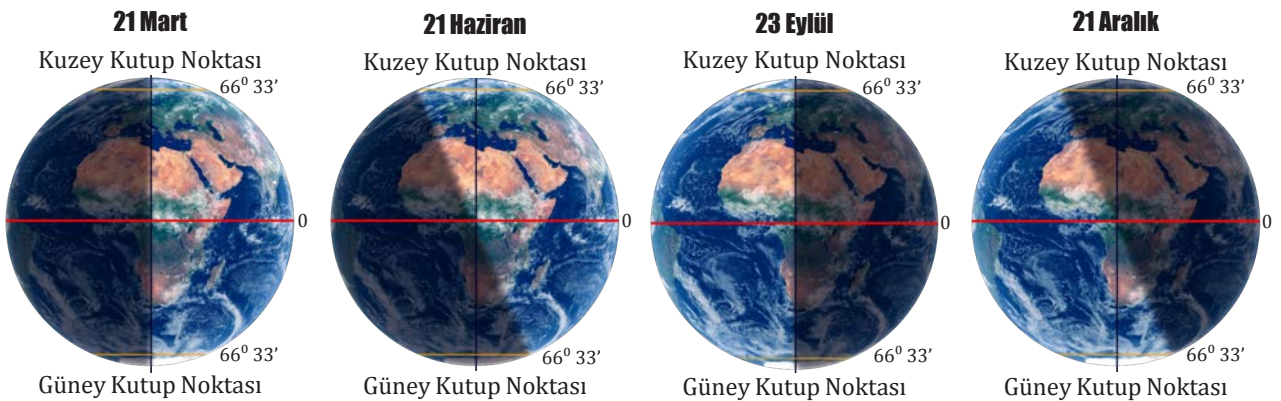 21 Mart
Kuzey Kutup Noktası
66⁰ 33’
0
66⁰ 33’
Güney Kutup Noktası
21 Haziran
Kuzey Kutup Noktası
66⁰ 33’
0
66⁰ 33’
Güney Kutup Noktası
23 Eylül
Kuzey Kutup Noktası
66⁰ 33’
0
66⁰ 33’
Güney Kutup Noktası
21 Aralık
Kuzey Kutup Noktası
66⁰ 33’
0
66⁰ 33’
Güney Kutup Noktası